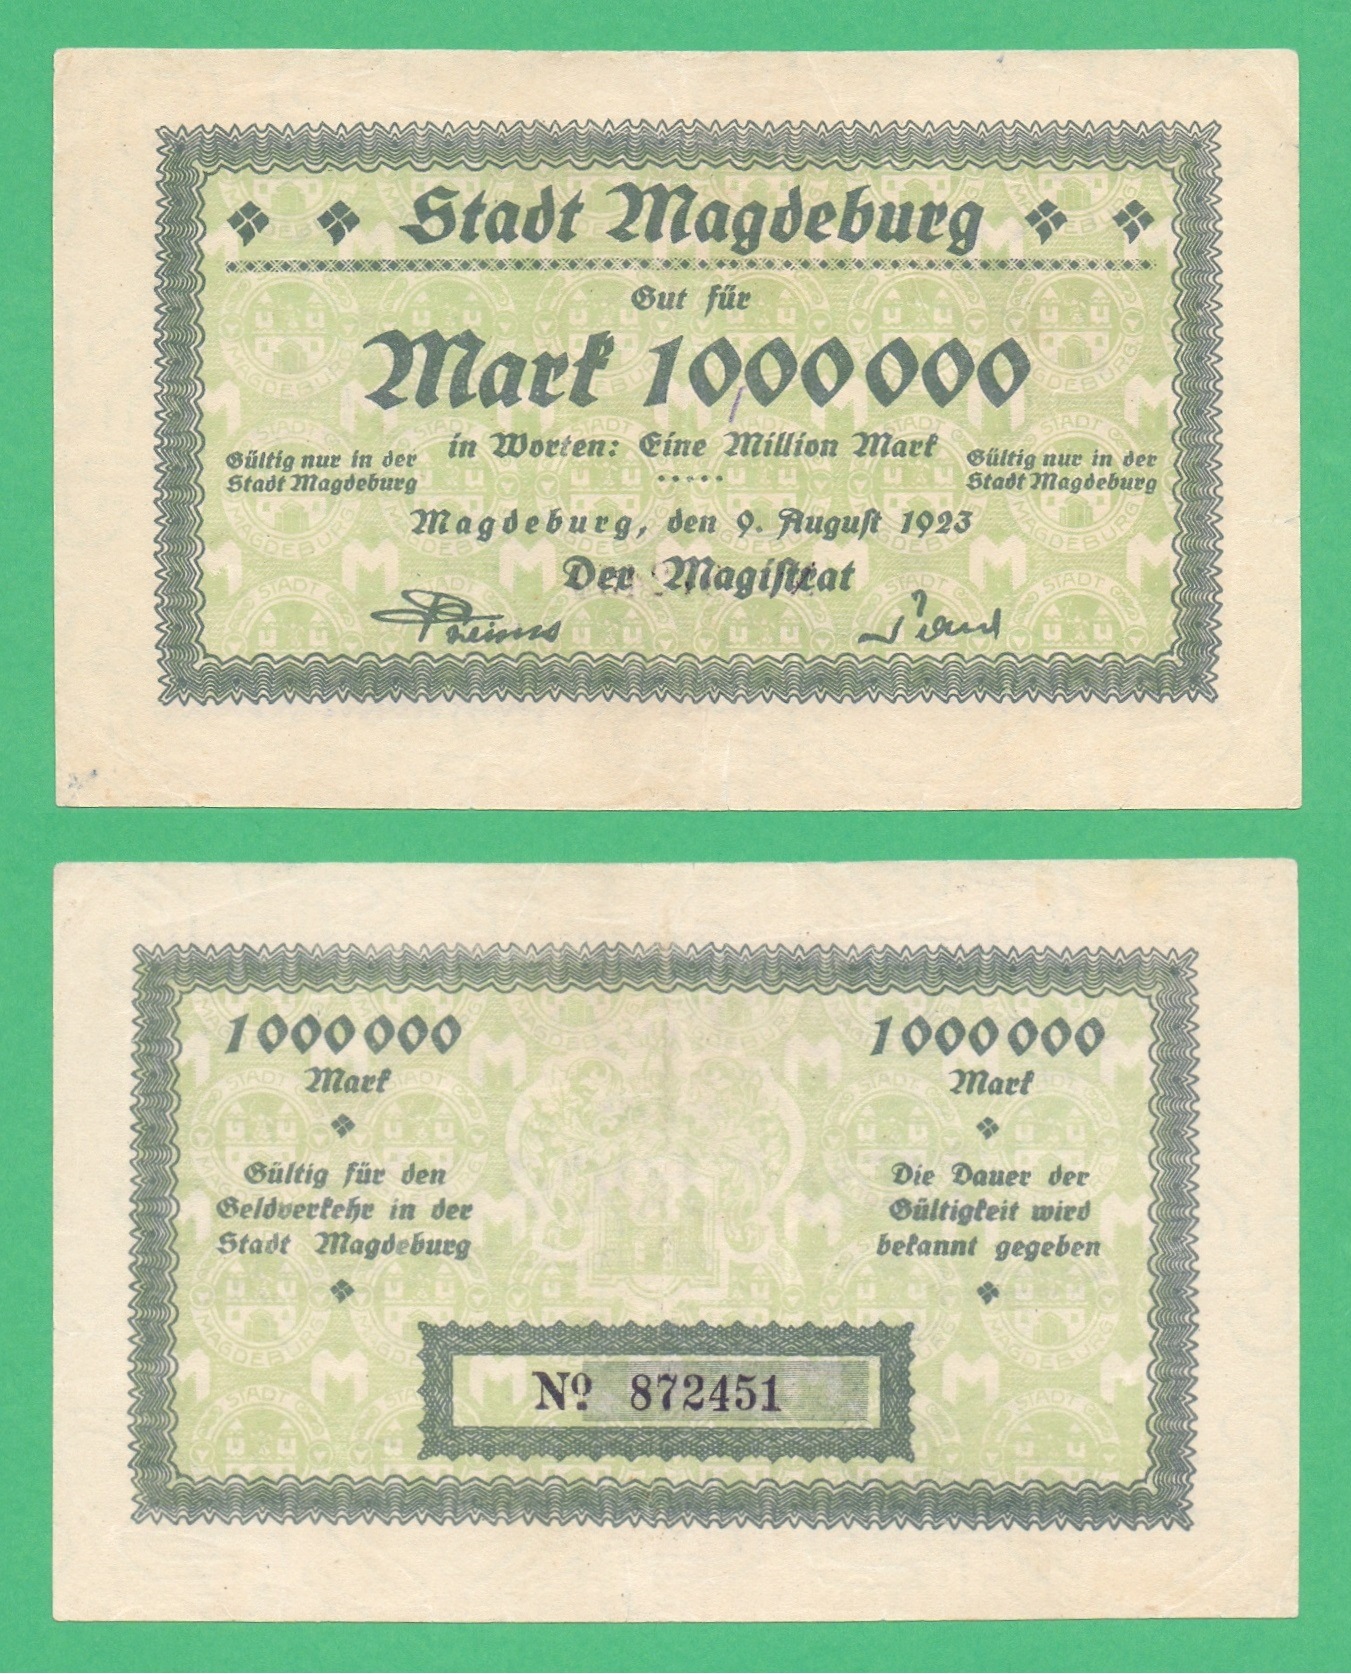 Stadt Magdeburg
Gut für
Mark 1000000
in Worten: Eine Million Mark
Gültig nur in der
Stadt Magdeburg
Gültig nur in der
Stadt Magdeburg
Magdeburg, den 9. August 1923
Der Magistrat
1000000
Mark
Gültig für den
Geldverkehr in der
Stadt Magdeburg
1000000
Mark
Die Dauer der
Gültigkeit wird
bekannt gegeben
No 872451
STADT
MAGDEBURG
M